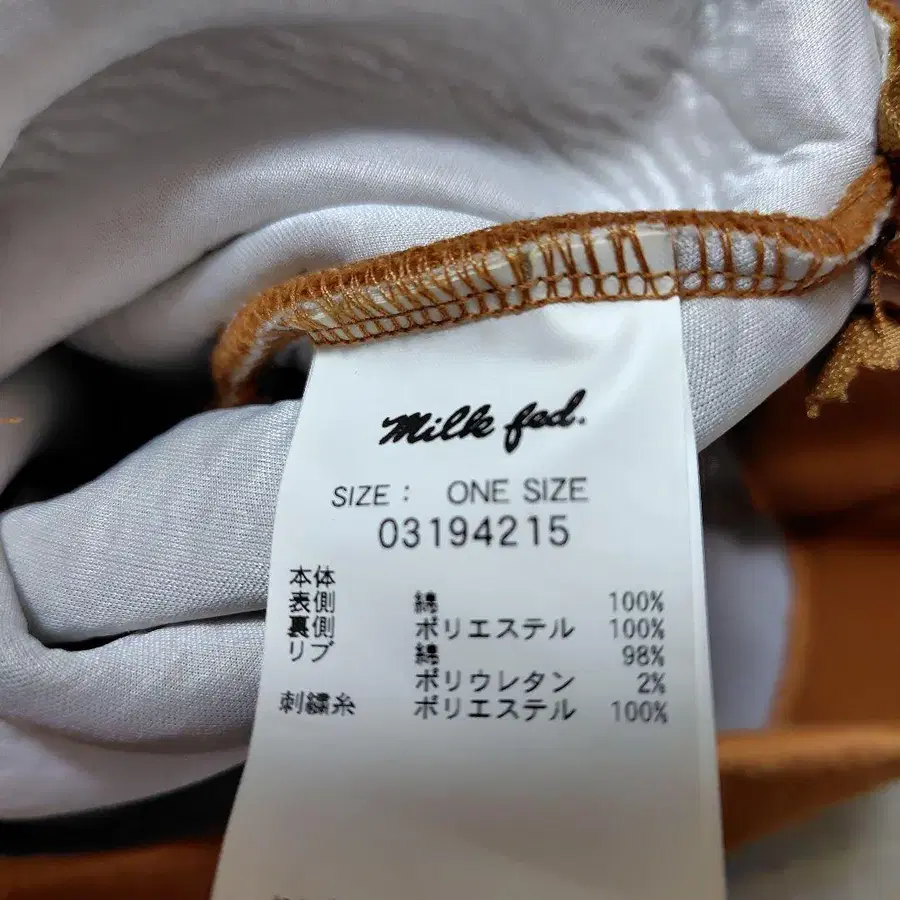 Milk fed.
SIZE : ONE SIZE
03194215
本体
表側 綿 100%
裏側 ポリエステル 100%
リブ 綿 98%
ポリウレタン 2%
刺繍糸 ポリエステル 100%